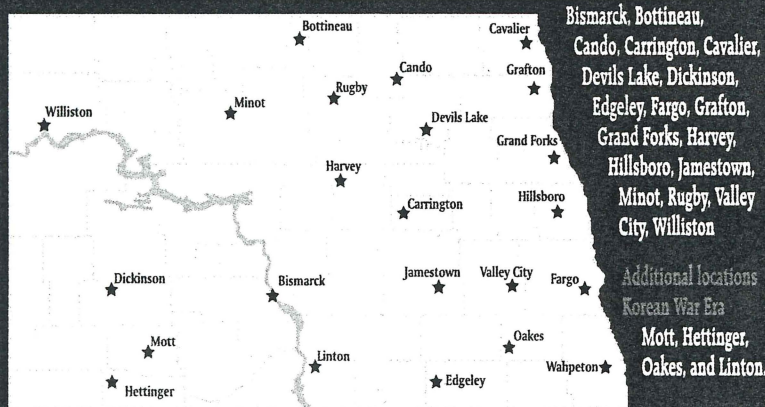 Bottineau
Cavalier
Cando
Grafton
Rugby
Minot
Williston
Devils Lake
Grand Forks
Harvey
Hillsboro
Carrington
Dickinson
Bismarck
Jamestown
Valley City
Fargo
Mott
Oakes
Linton
Wahpeton
Hettinger
Edgeley
Bismarck, Bottineau,
Cando, Carrington, Cavalier,
Devils Lake, Dickinson,
Edgeley, Fargo, Grafton,
Grand Forks, Harvey,
Hillsboro, Jamestown,
Minot, Rugby, Valley
City, Williston
Additional locations
Korean War Era
Mott, Hettinger,
Oakes, and Linton.